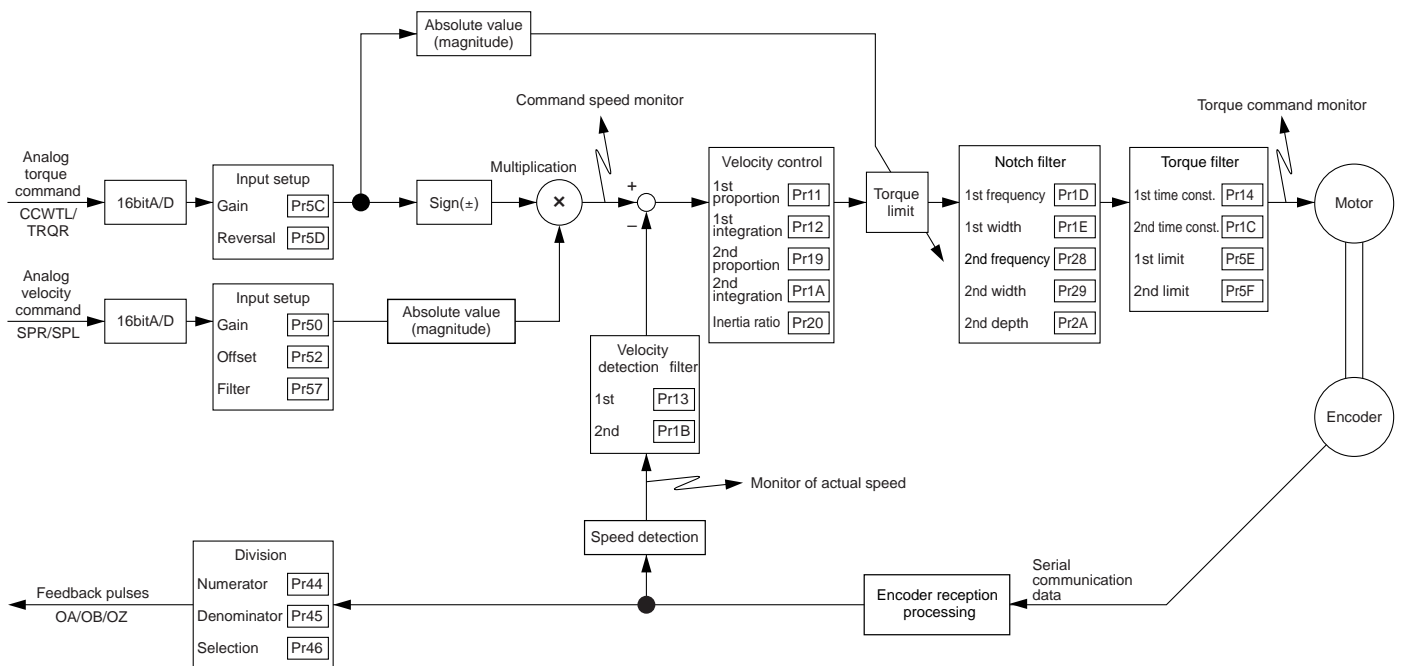 Absolute value
(magnitude)
Command speed monitor
Torque command monitor
Analog
torque
command
CCWTL/
TRQR
16bitA/D
Input setup
Gain Pr5C
Reversal Pr5D
Sign(±)
Multiplication
×
+
−
Velocity control
1st
proportion Pr11
1st
integration Pr12
2nd
proportion Pr19
2nd
integration Pr1A
Inertia ratio Pr20
Torque
limit
Notch filter
1st frequency Pr1D
1st width Pr1E
2nd frequency Pr28
2nd width Pr29
2nd depth Pr2A
Torque filter
1st time const. Pr14
2nd time const. Pr1C
1st limit Pr5E
2nd limit Pr5F
Motor
Analog
velocity
command
SPR/SPL
16bitA/D
Input setup
Gain Pr50
Offset Pr52
Filter Pr57
Absolute value
(magnitude)
Velocity
detection filter
1st Pr13
2nd Pr1B
Encoder
Monitor of actual speed
Speed detection
Serial
communication
data
Encoder reception
processing
Division
Numerator Pr44
Denominator Pr45
Selection Pr46
Feedback pulses
OA/OB/OZ